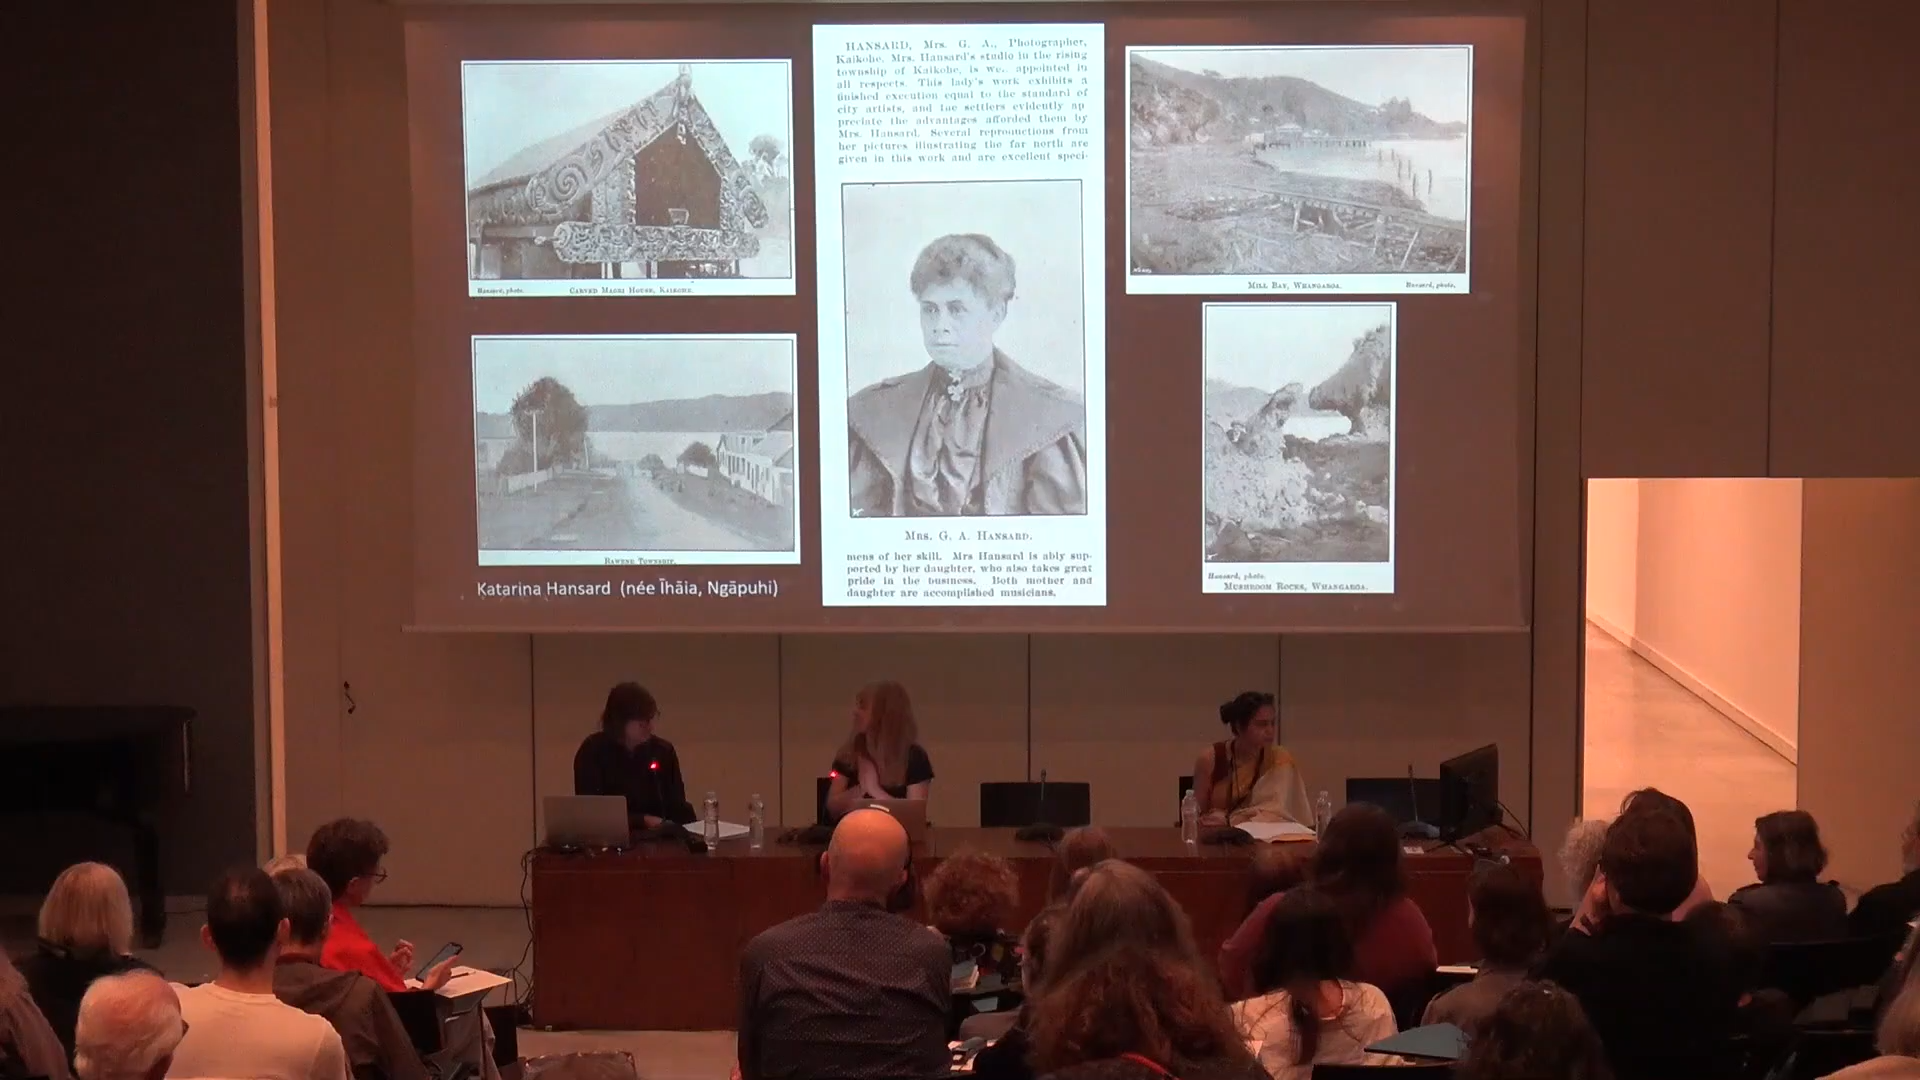 Hansard, photo.
CARVED MAORI HOUSE, KAIKOHE.
RAWENE TOWNSHIP.
Katarina Hansard (née Īhāia, Ngāpuhi)
HANSARD, Mrs. G. A., Photographer,
Kaikohe. Mrs. Hansard's studio in the rising
township of Kaikohe, is we.. appointed in
all respects. This lady's work exhibits a
finished execution equal to the standard of
city artists, and the settlers evidently ap
preciate the advantages afforded them by
Mrs. Hansard. Several reproductions from
her pictures illustrating the far north are
given in this work and are excellent speci-
MRS. G. A. HANSARD.
mens of her skill. Mrs Hansard is ably sup-
ported by her daughter, who also takes great
pride in the business. Both mother and
daughter are accomplished musicians.
MILL BAY, WHANGAROA.
Hansard, photo.
Hansard, photo.
MUSHROOM ROCKS, WHANGAROA.